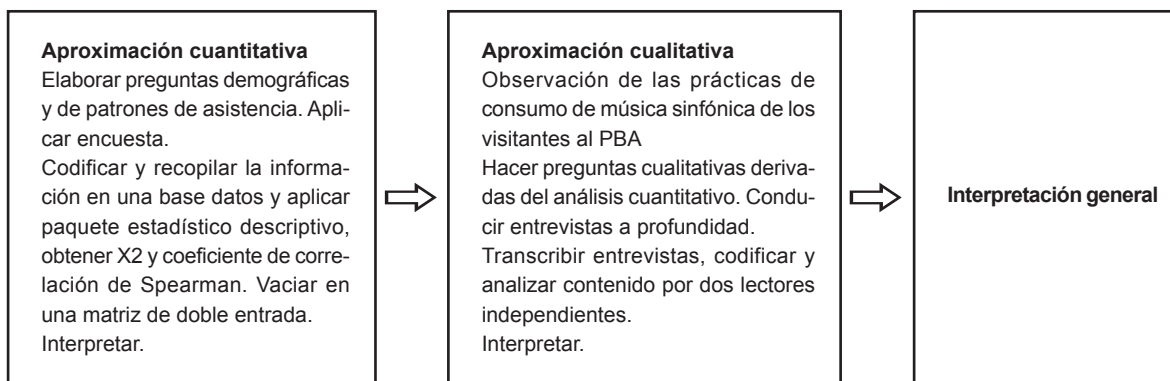 Aproximación cuantitativa
Elaborar preguntas demográficas
y de patrones de asistencia. Apli-
car encuesta.
Codificar y recopilar la informa-
ción en una base datos y aplicar
paquete estadístico descriptivo,
obtener X2 y coeficiente de corre-
lación de Spearman. Vaciar en
una matriz de doble entrada.
Interpretar.
Aproximación cualitativa
Observación de las prácticas de
consumo de música sinfónica de los
visitantes al PBA
Hacer preguntas cualitativas deriva-
das del análisis cuantitativo. Condu-
cir entrevistas a profundidad.
Transcribir entrevistas, codificar y
analizar contenido por dos lectores
independientes.
Interpretar.
Interpretación general